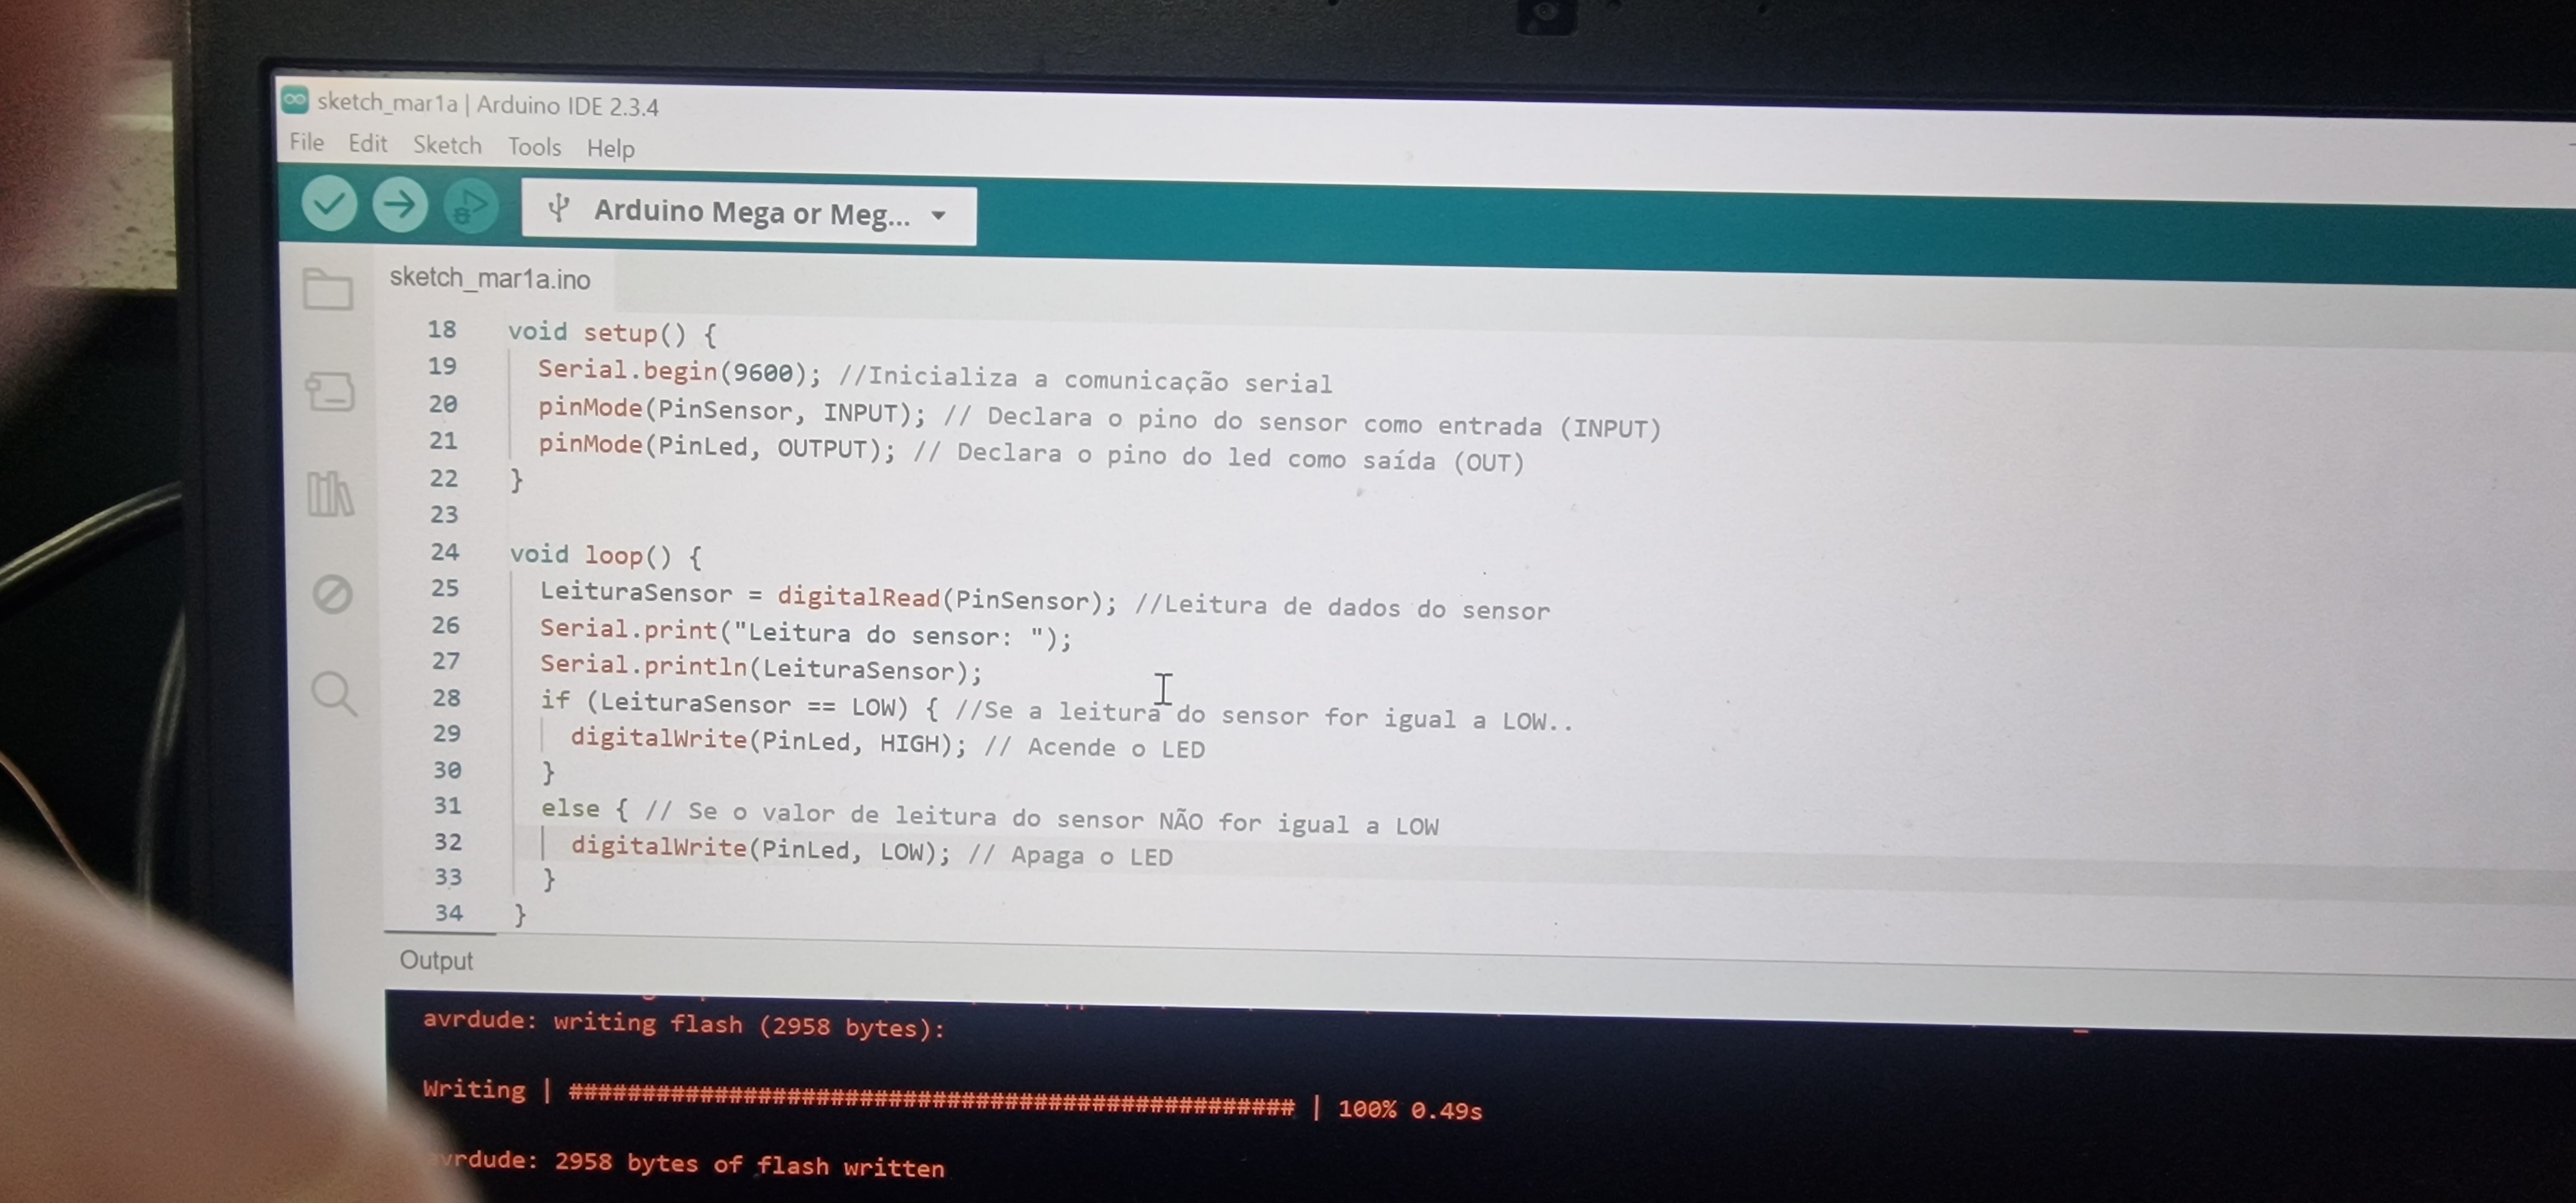 sketch_mar1a | Arduino IDE 2.3.4
File Edit Sketch Tools Help
Arduino Mega or Meg...
sketch_mar1a.ino
18 void setup() {
19 Serial.begin(9600); //Inicializa a comunicação serial
20 pinMode(PinSensor, INPUT); // Declara o pino do sensor como entrada (INPUT)
21 pinMode(PinLed, OUTPUT); // Declara o pino do led como saída (OUT)
22 }
23
24 void loop() {
25 LeituraSensor = digitalRead(PinSensor); //Leitura de dados do sensor
26 Serial.print("Leitura do sensor: ");
27 Serial.println(LeituraSensor);
28 if (LeituraSensor == LOW) { //Se a leitura do sensor for igual a LOW..
29 digitalWrite(PinLed, HIGH); // Acende o LED
30 }
31 else { // Se o valor de leitura do sensor NÃO for igual a LOW
32 digitalWrite(PinLed, LOW); // Apaga o LED
33 }
34 }
Output
avrdude: writing flash (2958 bytes):
Writing | ################################################## | 100% 0.49s
avrdude: 2958 bytes of flash written